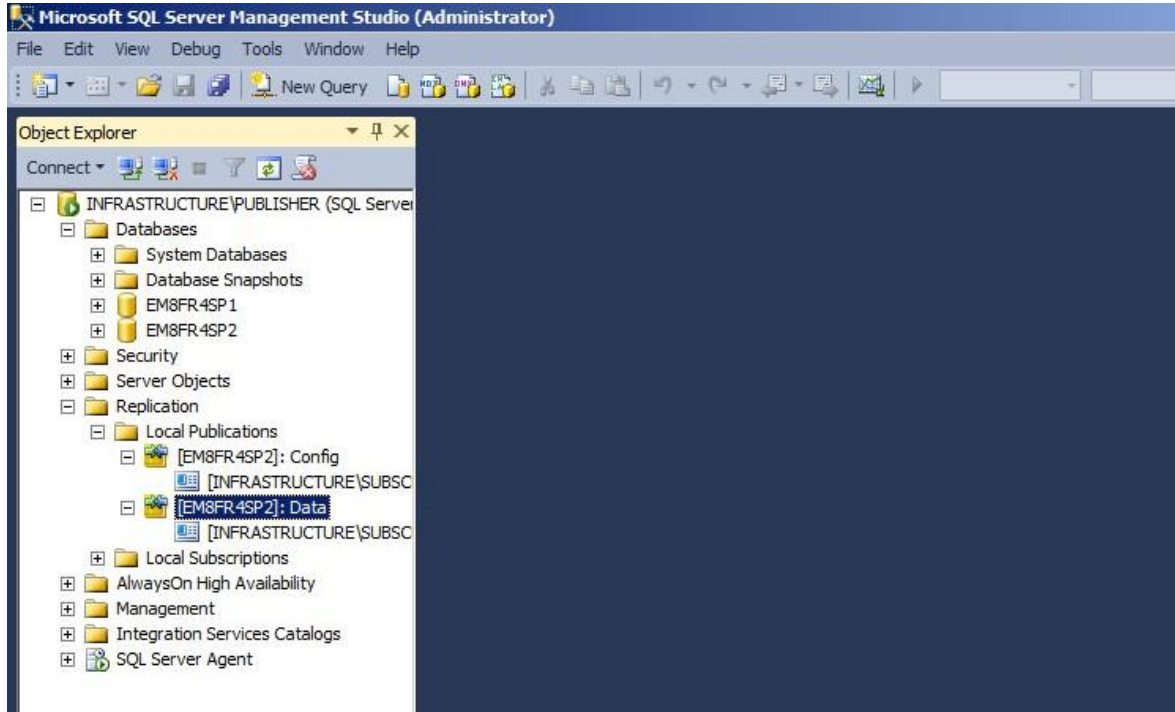 Microsoft SQL Server Management Studio (Administrator)
File Edit View Debug Tools Window Help
New Query
Object Explorer
Connect
INFRASTRUCTURE\PUBLISHER (SQL Server
Databases
System Databases
Database Snapshots
EM8FR4SP1
EM8FR4SP2
Security
Server Objects
Replication
Local Publications
[EM8FR4SP2]: Config
[INFRASTRUCTURE\SUBSC
[EM8FR4SP2]: Data
[INFRASTRUCTURE\SUBSC
Local Subscriptions
AlwaysOn High Availability
Management
Integration Services Catalogs
SQL Server Agent